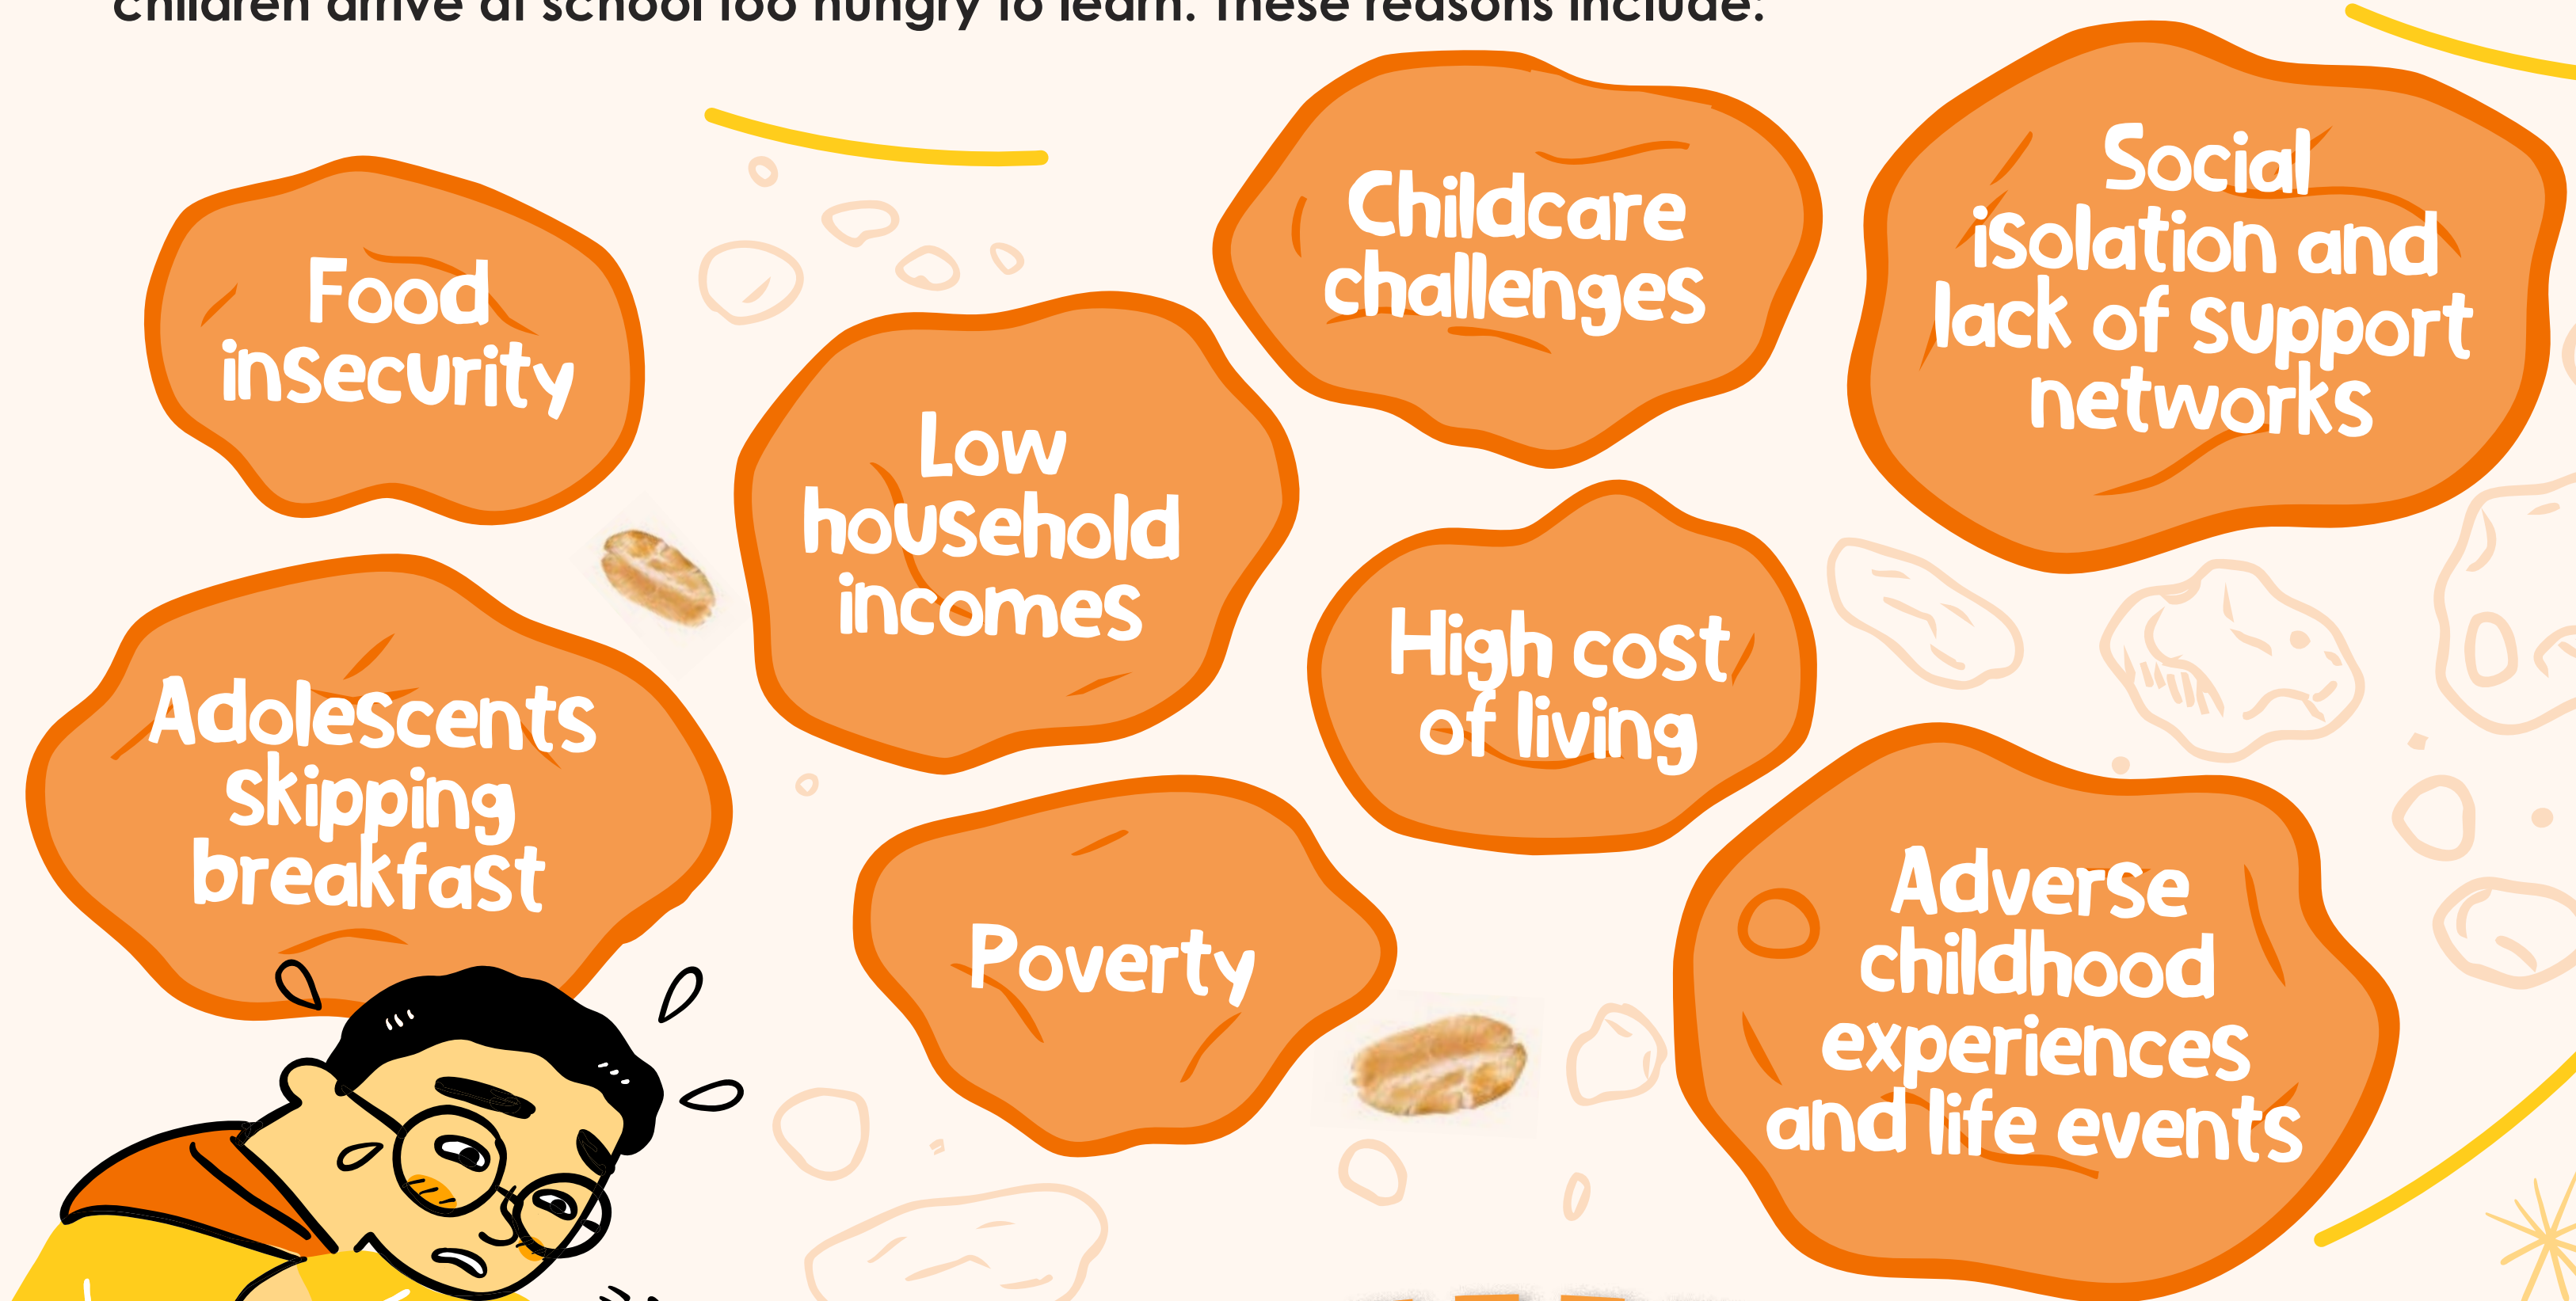 children arrive at school too hungry to learn. These reasons include:
Food
insecurity
Low
household
incomes
Childcare
challenges
Social
isolation and
lack of support
networks
Adolescents
skipping
breakfast
Poverty
High cost
of living
Adverse
childhood
experiences
and life events